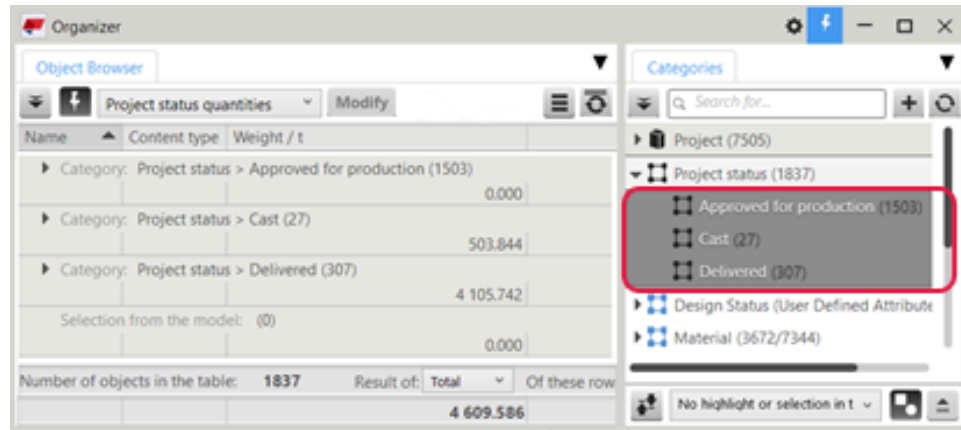 Organizer
Object Browser
Project status quantities
Modify
Name Content type Weight / t
Category: Project status > Approved for production (1503)
0.000
Category: Project status > Cast (27)
503.844
Category: Project status > Delivered (307)
4 105.742
Selection from the model: (0)
0.000
Number of objects in the table: 1837 Result of: Total Of these row
4 609.586
Categories
Search for...
Project (7505)
Project status (1837)
Approved for production (1503)
Cast (27)
Delivered (307)
Design Status (User Defined Attribute
Material (3672/7344)
No highlight or selection in t